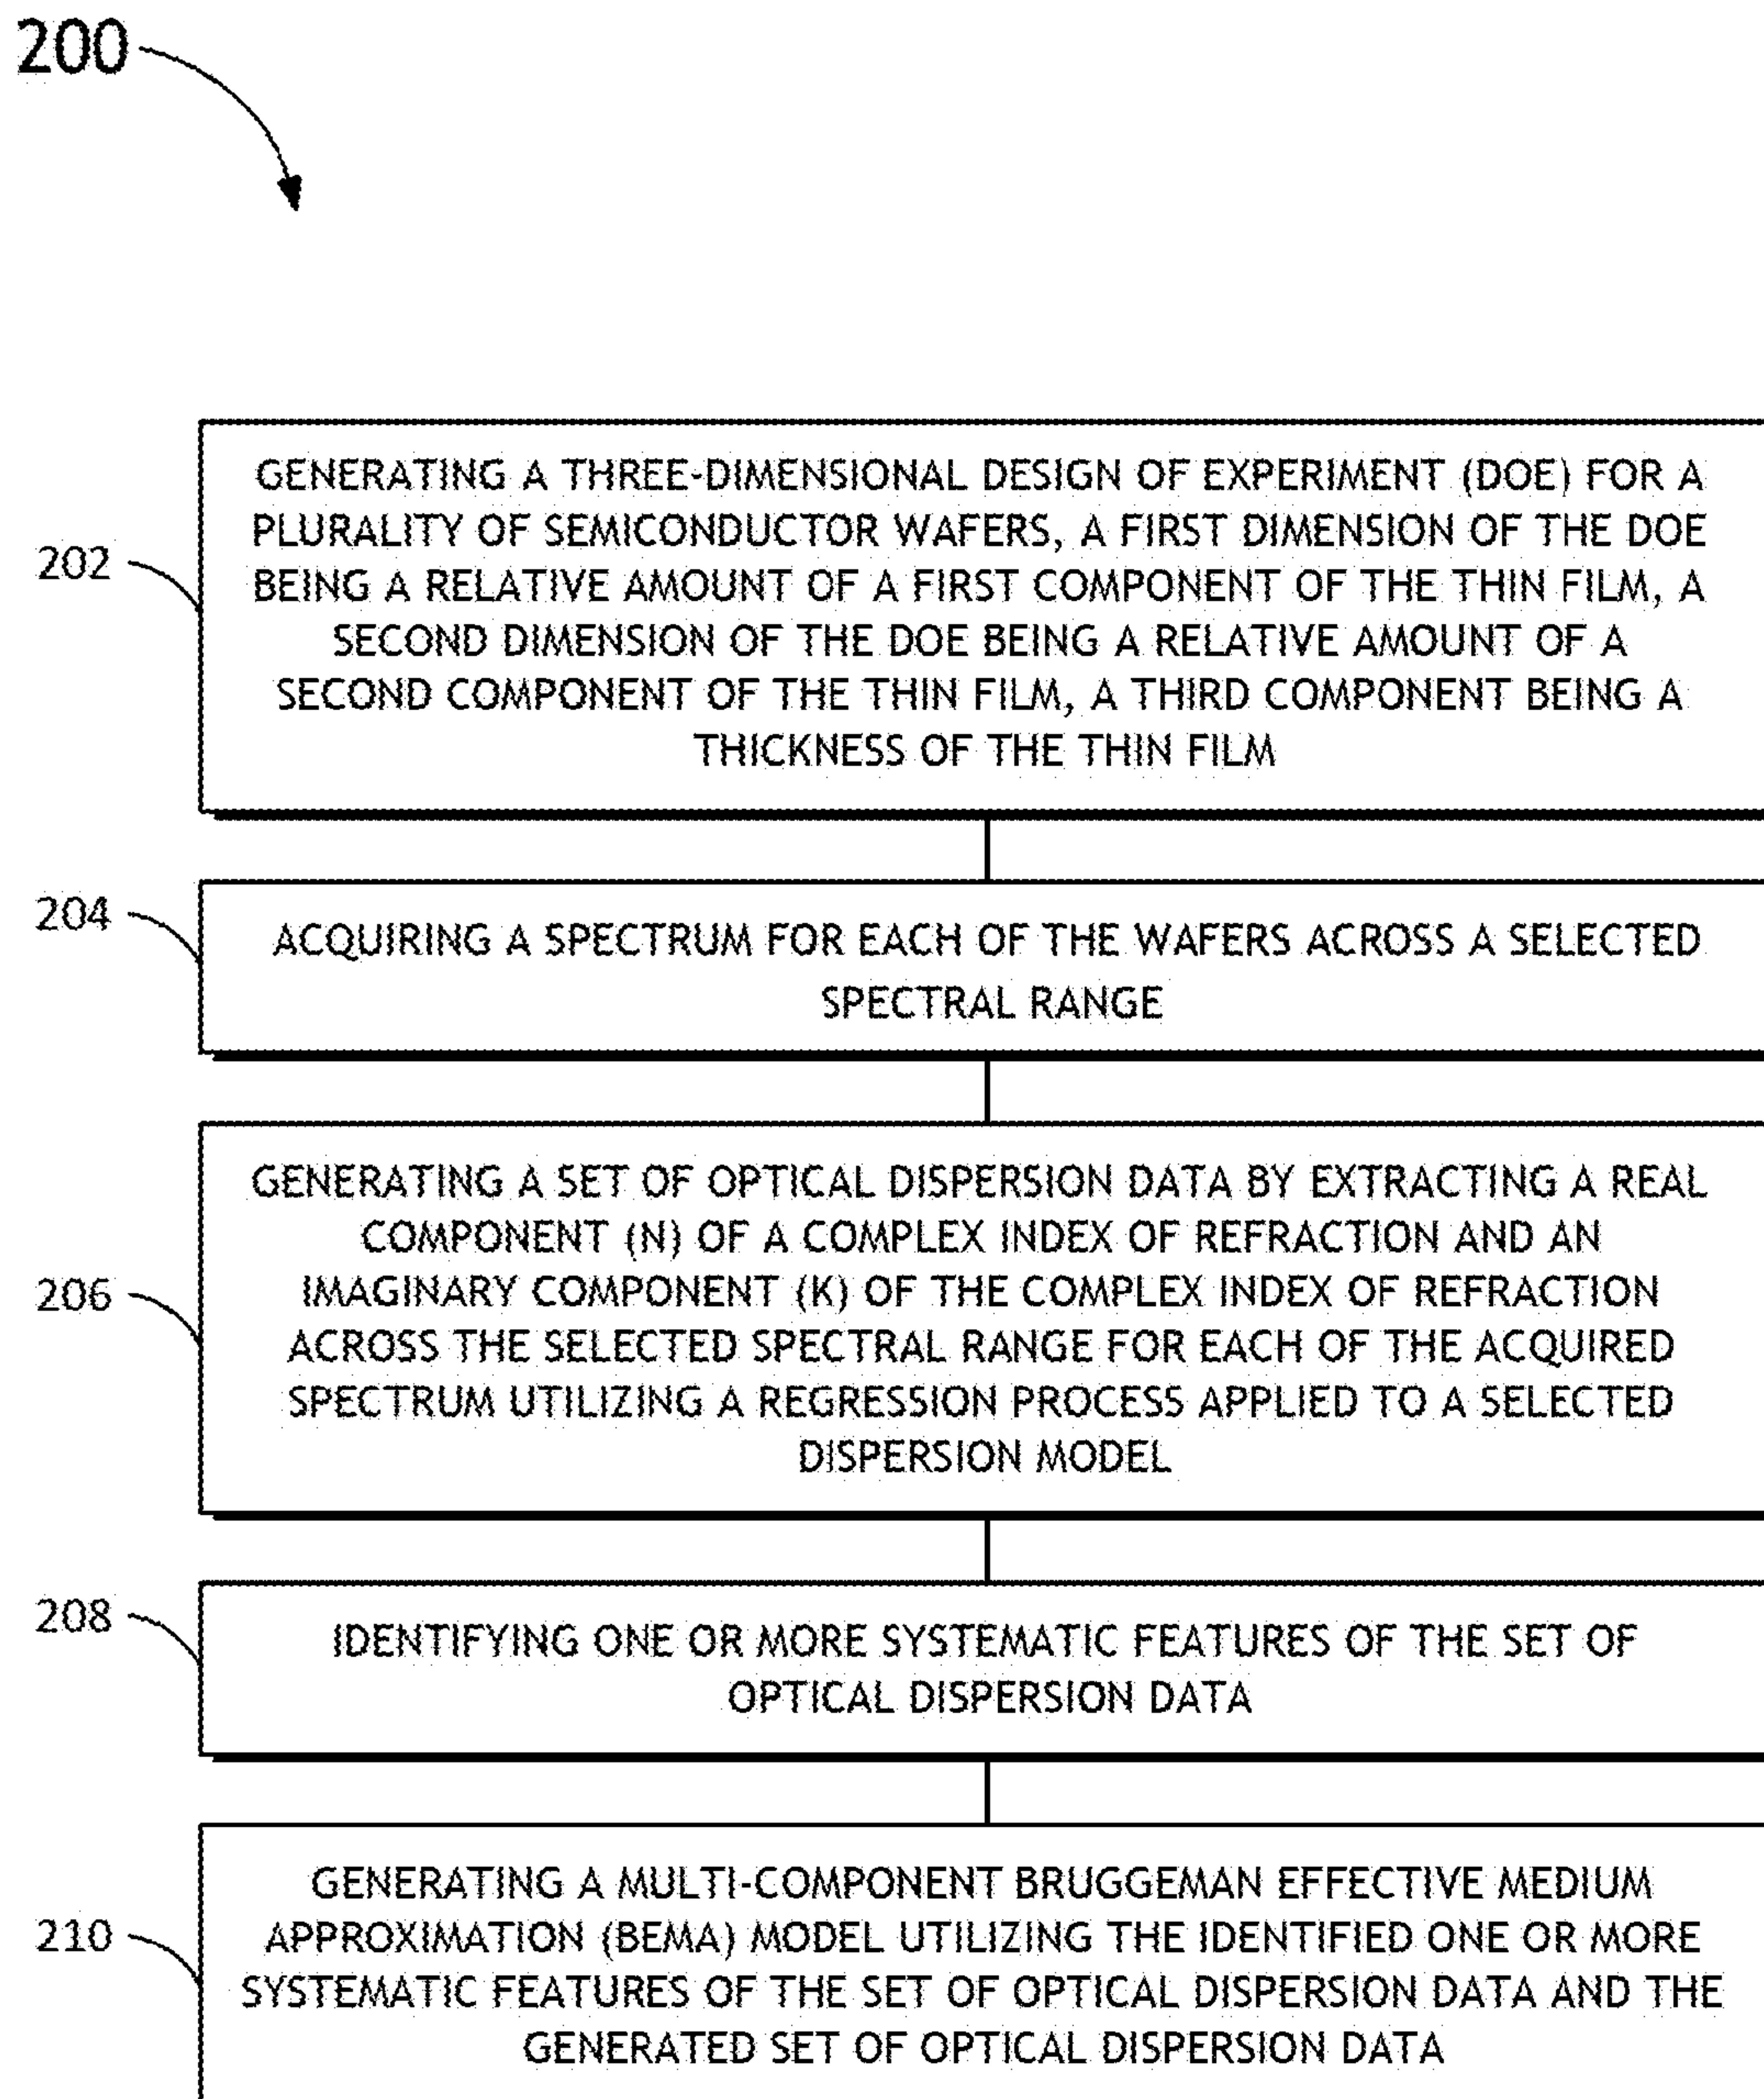 200
202
GENERATING A THREE-DIMENSIONAL DESIGN OF EXPERIMENT (DOE) FOR A
PLURALITY OF SEMICONDUCTOR WAFERS, A FIRST DIMENSION OF THE DOE
BEING A RELATIVE AMOUNT OF A FIRST COMPONENT OF THE THIN FILM, A
SECOND DIMENSION OF THE DOE BEING A RELATIVE AMOUNT OF A
SECOND COMPONENT OF THE THIN FILM, A THIRD COMPONENT BEING A
THICKNESS OF THE THIN FILM
204
ACQUIRING A SPECTRUM FOR EACH OF THE WAFERS ACROSS A SELECTED
SPECTRAL RANGE
206
GENERATING A SET OF OPTICAL DISPERSION DATA BY EXTRACTING A REAL
COMPONENT (N) OF A COMPLEX INDEX OF REFRACTION AND AN
IMAGINARY COMPONENT (K) OF THE COMPLEX INDEX OF REFRACTION
ACROSS THE SELECTED SPECTRAL RANGE FOR EACH OF THE ACQUIRED
SPECTRUM UTILIZING A REGRESSION PROCESS APPLIED TO A SELECTED
DISPERSION MODEL
208
IDENTIFYING ONE OR MORE SYSTEMATIC FEATURES OF THE SET OF
OPTICAL DISPERSION DATA
210
GENERATING A MULTI-COMPONENT BRUGGEMAN EFFECTIVE MEDIUM
APPROXIMATION (BEMA) MODEL UTILIZING THE IDENTIFIED ONE OR MORE
SYSTEMATIC FEATURES OF THE SET OF OPTICAL DISPERSION DATA AND THE
GENERATED SET OF OPTICAL DISPERSION DATA